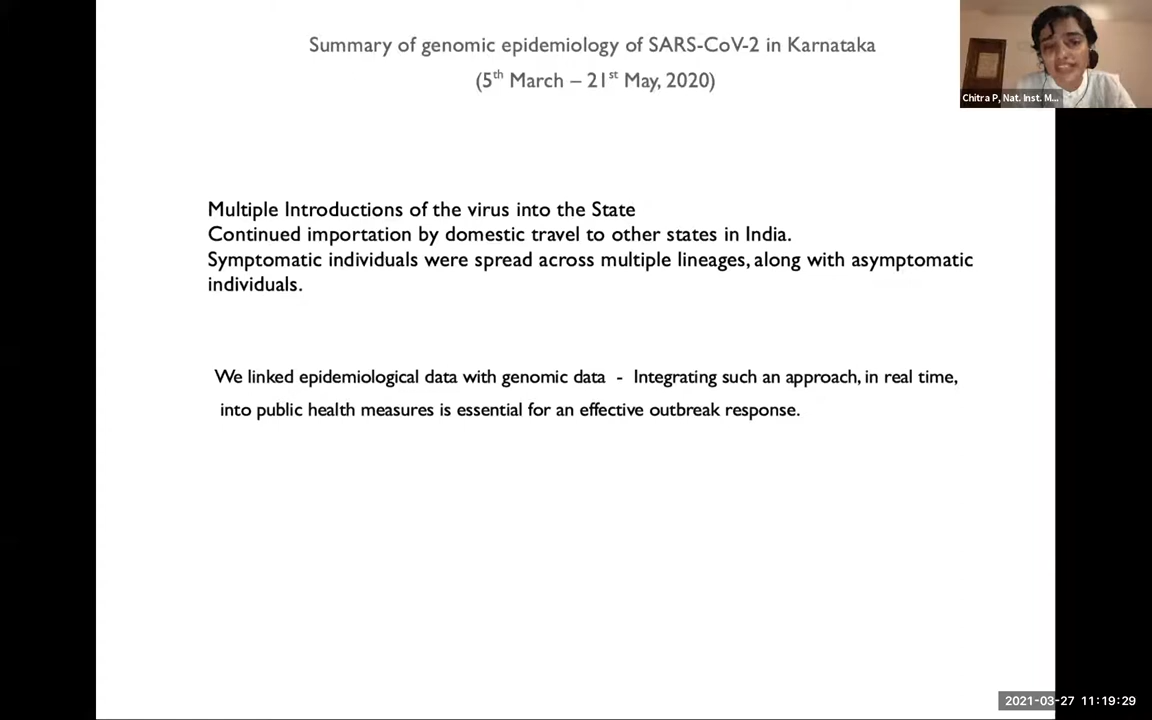 Summary of genomic epidemiology of SARS-CoV-2 in Karnataka
(5th March – 21st May, 2020)
Chitra P, Nat. Inst. M...
Multiple Introductions of the virus into the State
Continued importation by domestic travel to other states in India.
Symptomatic individuals were spread across multiple lineages, along with asymptomatic
individuals.
We linked epidemiological data with genomic data - Integrating such an approach, in real time,
into public health measures is essential for an effective outbreak response.
2021-03-27 11:19:29